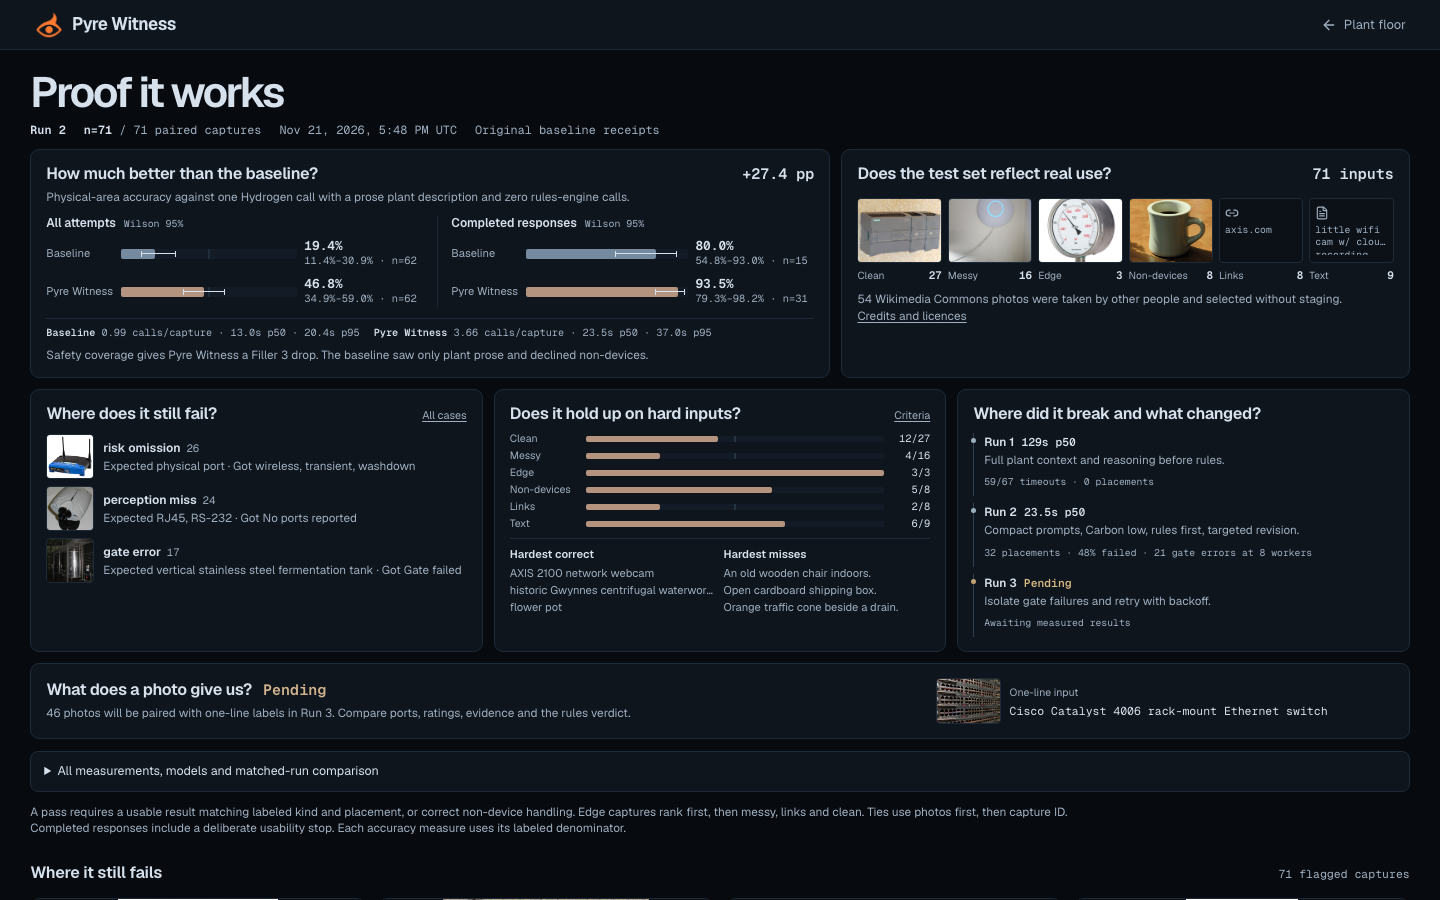 Pyre Witness
Plant floor
Proof it works
Run 2 n=71 / 71 paired captures Nov 21, 2026, 5:48 PM UTC Original baseline receipts
How much better than the baseline?
+27.4 pp
Physical-area accuracy against one Hydrogen call with a prose plant description and zero rules-engine calls.
All attempts Wilson 95%
Baseline
19.4%
11.4%–30.9% · n=62
Pyre Witness
46.8%
34.9%–59.0% · n=62
Completed responses Wilson 95%
Baseline
80.0%
54.8%–93.0% · n=15
Pyre Witness
93.5%
79.3%–98.2% · n=31
Baseline 0.99 calls/capture · 13.0s p50 · 20.4s p95 Pyre Witness 3.66 calls/capture · 23.5s p50 · 37.0s p95
Safety coverage gives Pyre Witness a Filler 3 drop. The baseline saw only plant prose and declined non-devices.
Does the test set reflect real use?
71 inputs
axis.com
little wifi
cam w/ clou…
recording
Clean 27 Messy 16 Edge 3 Non-devices 8 Links 8 Text 9
54 Wikimedia Commons photos were taken by other people and selected without staging.
Credits and licences
Where does it still fail?
All cases
risk omission 26
Expected physical port · Got wireless, transient, washdown
perception miss 24
Expected RJ45, RS-232 · Got No ports reported
gate error 17
Expected vertical stainless steel fermentation tank · Got Gate failed
Does it hold up on hard inputs?
Criteria
Clean 12/27
Messy 4/16
Edge 3/3
Non-devices 5/8
Links 2/8
Text 6/9
Hardest correct
AXIS 2100 network webcam
historic Gwynnes centrifugal waterwor…
flower pot
Hardest misses
An old wooden chair indoors.
Open cardboard shipping box.
Orange traffic cone beside a drain.
Where did it break and what changed?
Run 1 129s p50
Full plant context and reasoning before rules.
59/67 timeouts · 0 placements
Run 2 23.5s p50
Compact prompts, Carbon low, rules first, targeted revision.
32 placements · 48% failed · 21 gate errors at 8 workers
Run 3 Pending
Isolate gate failures and retry with backoff.
Awaiting measured results
What does a photo give us? Pending
46 photos will be paired with one-line labels in Run 3. Compare ports, ratings, evidence and the rules verdict.
One-line input
Cisco Catalyst 4006 rack-mount Ethernet switch
All measurements, models and matched-run comparison
A pass requires a usable result matching labeled kind and placement, or correct non-device handling. Edge captures rank first, then messy, links and clean. Ties use photos first, then capture ID.
Completed responses include a deliberate usability stop. Each accuracy measure uses its labeled denominator.
Where it still fails
71 flagged captures